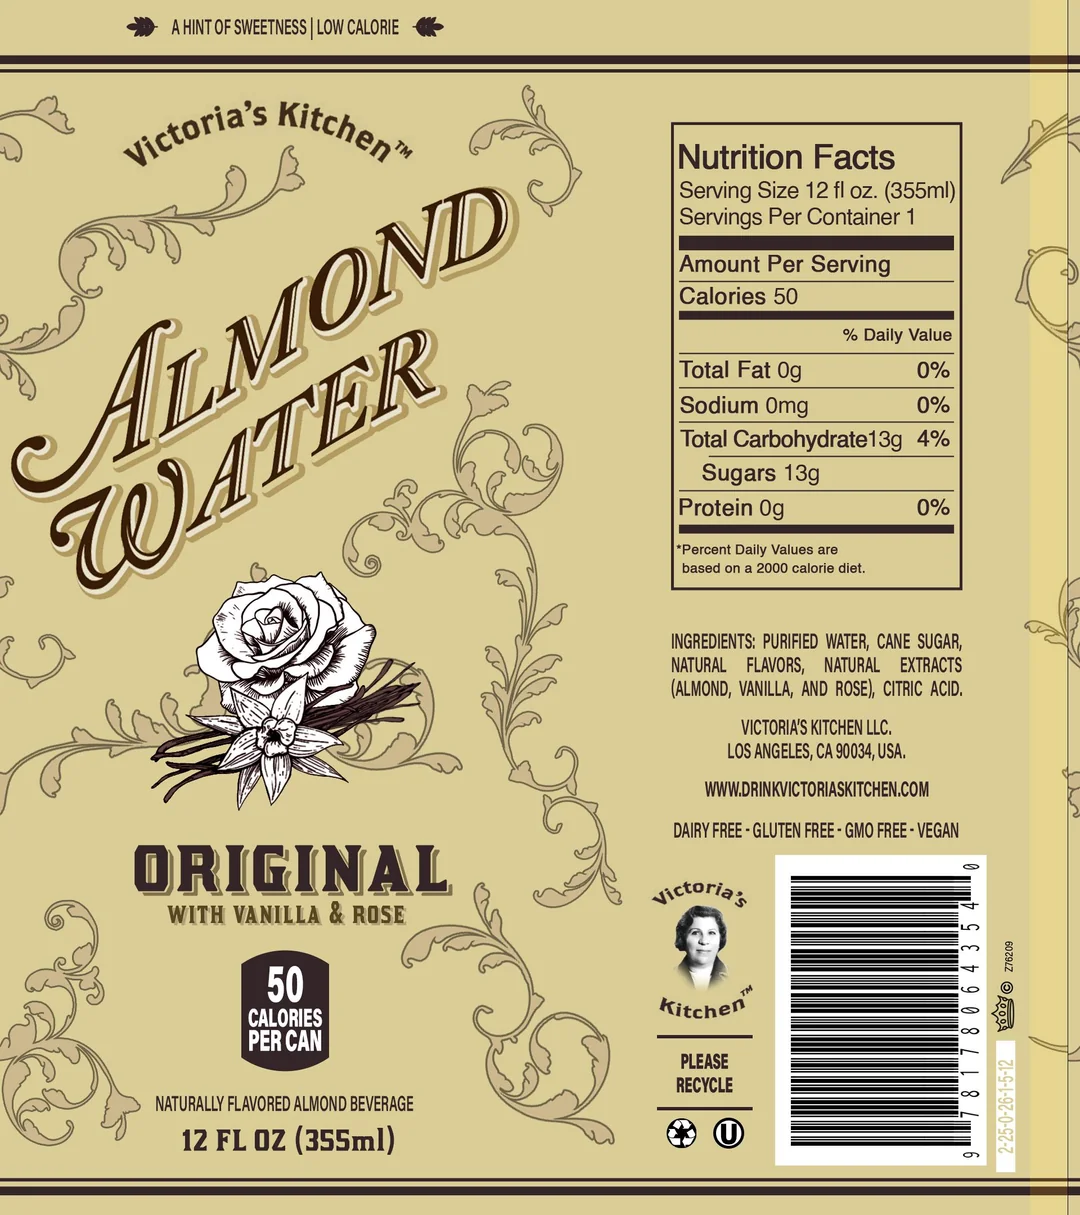 A HINT OF SWEETNESS | LOW CALORIE
Victoria's Kitchen™
ALMOND
WATER
ORIGINAL
WITH VANILLA & ROSE
50
CALORIES
PER CAN
NATURALLY FLAVORED ALMOND BEVERAGE
12 FL OZ (355ml)
Nutrition Facts
Serving Size 12 fl oz. (355ml)
Servings Per Container 1
Amount Per Serving
Calories 50
% Daily Value
Total Fat 0g 0%
Sodium 0mg 0%
Total Carbohydrate13g 4%
Sugars 13g
Protein 0g 0%
*Percent Daily Values are
based on a 2000 calorie diet.
INGREDIENTS: PURIFIED WATER, CANE SUGAR,
NATURAL FLAVORS, NATURAL EXTRACTS
(ALMOND, VANILLA, AND ROSE), CITRIC ACID.
VICTORIA'S KITCHEN LLC.
LOS ANGELES, CA 90034, USA.
WWW.DRINKVICTORIASKITCHEN.COM
DAIRY FREE - GLUTEN FREE - GMO FREE - VEGAN
Victoria's
Kitchen™
PLEASE
RECYCLE
U
9 781780 64354 0
© Z76209
2-25-0-26-1-5-12